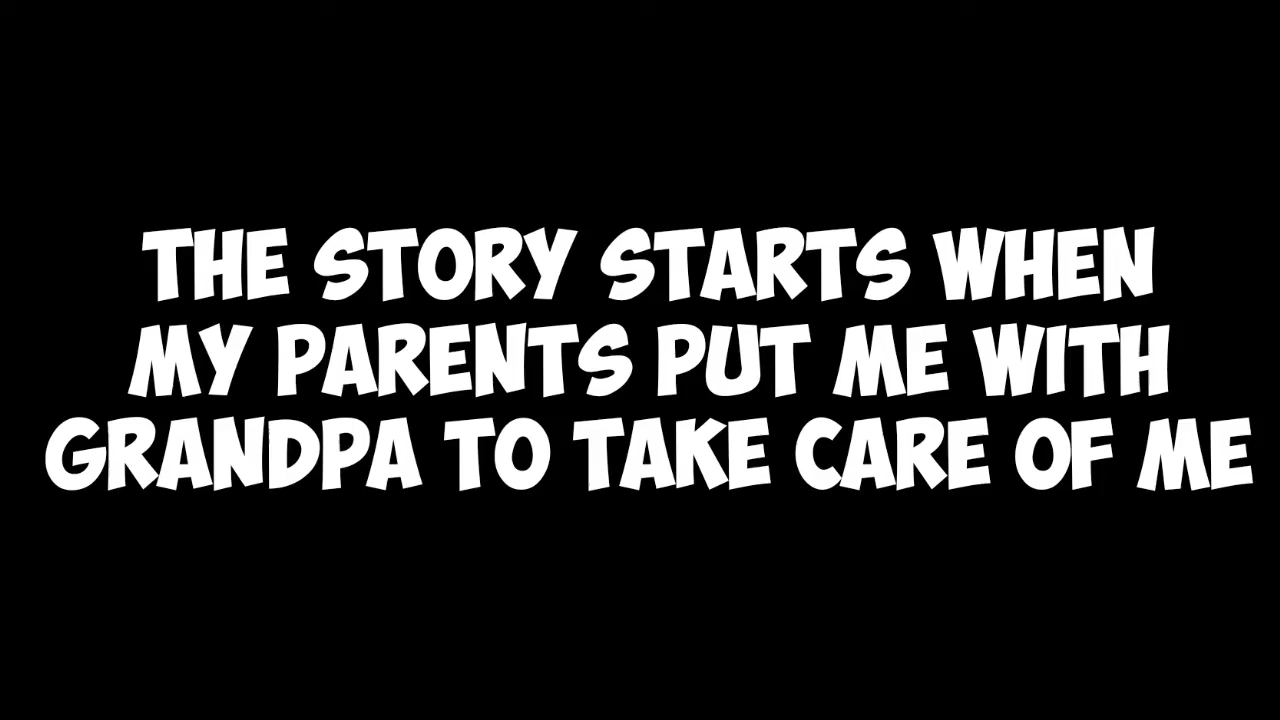 THE STORY STARTS WHEN
MY PARENTS PUT ME WITH
GRANDPA TO TAKE CARE OF ME